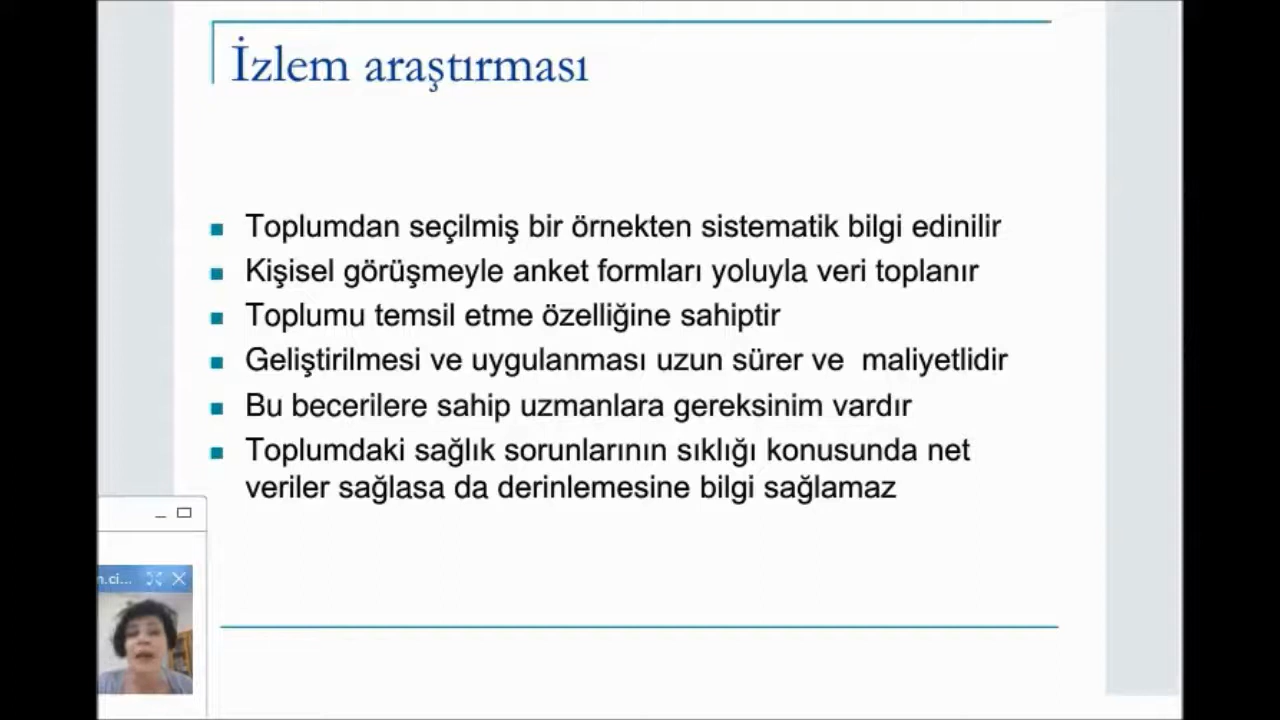 İzlem araştırması
Toplumdan seçilmiş bir örnekten sistematik bilgi edinilir
Kişisel görüşmeyle anket formları yoluyla veri toplanır
Toplumu temsil etme özelliğine sahiptir
Geliştirilmesi ve uygulanması uzun sürer ve  maliyetlidir
Bu becerilere sahip uzmanlara gereksinim vardır
Toplumdaki sağlık sorunlarının sıklığı konusunda net
veriler sağlasa da derinlemesine bilgi sağlamaz
n.ci...